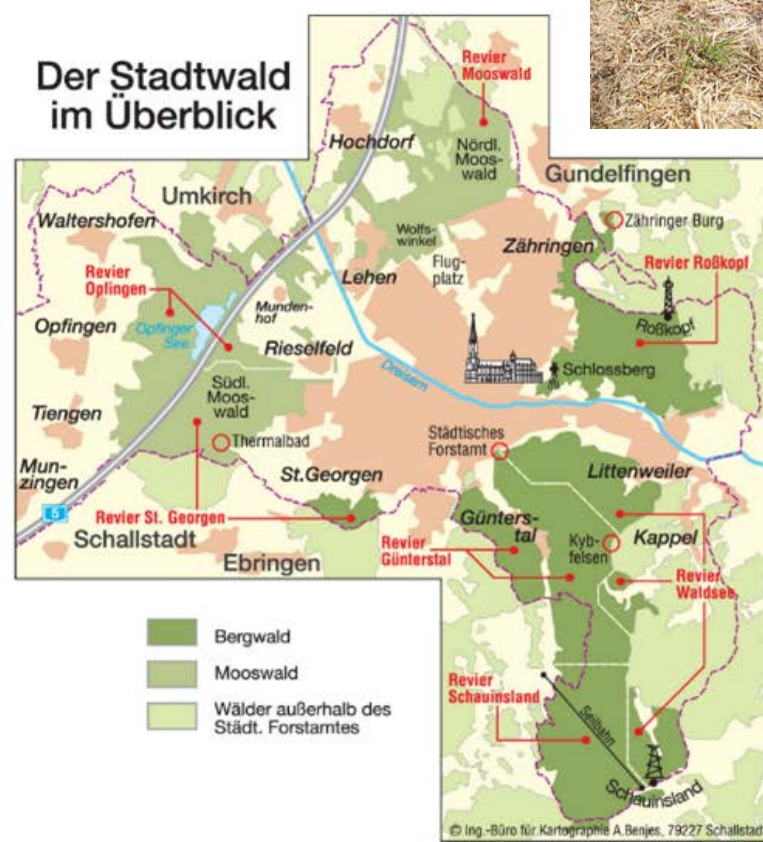 Der Stadtwald
im Überblick
Revier
Mooswald
Hochdorf
Nördl.
Moos-
wald
Gundelfingen
Umkirch
Waltershofen
Wolfs-
winkel
Zähringen
Zähringer Burg
Flug-
platz
Revier
Opfingen
Lehen
Revier Roßkopf
Opfingen
Opfinger
See
Munden-
hof
Roßkopf
Rieselfeld
Dreisam
Schlossberg
Südl.
Moos-
wald
Tiengen
Thermalbad
Städtisches
Forstamt
Mun-
zingen
St.Georgen
Littenweiler
5
Revier St. Georgen
Schallstadt
Ebringen
Günters-
tal
Revier
Günterstal
Kyb-
felsen
Kappel
Revier
Waldsee
Bergwald
Mooswald
Wälder außerhalb des
Städt. Forstamtes
Revier
Schauinsland
Seilbahn
Schauinsland
© Ing.-Büro für Kartographie A.Benjes, 79227 Schallstadt